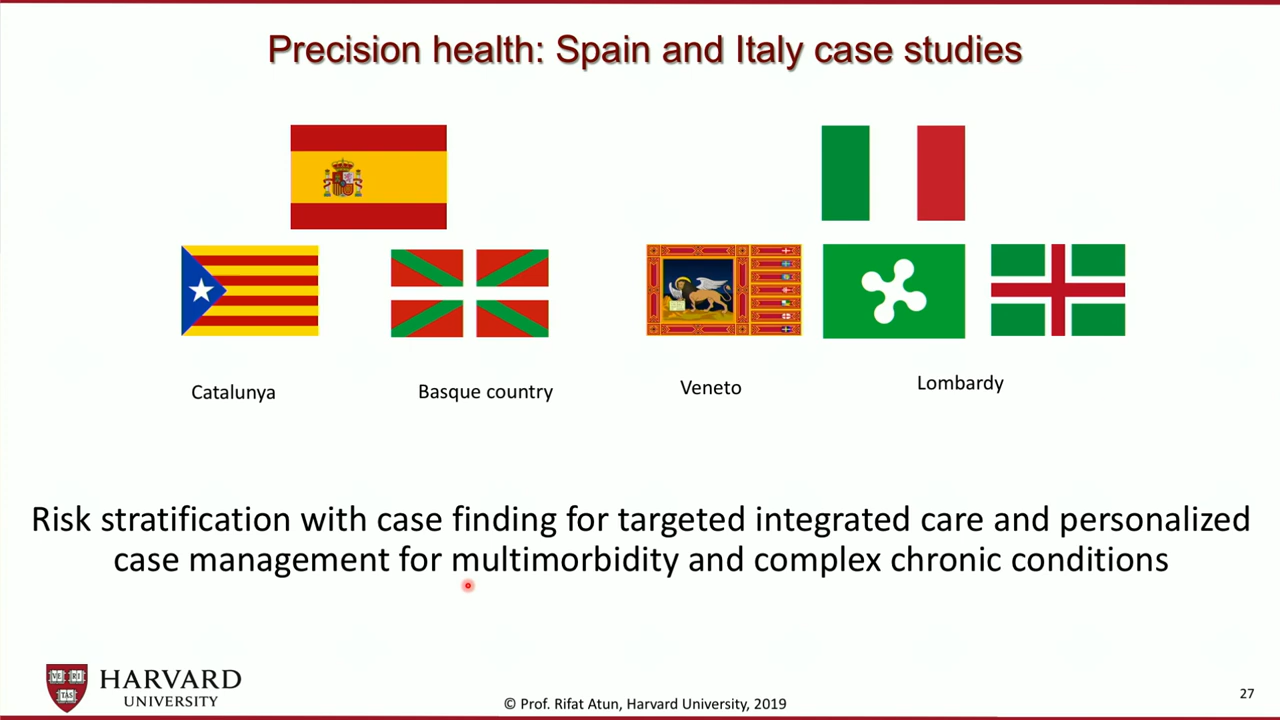 Precision health: Spain and Italy case studies
Catalunya
Basque country
Veneto
Lombardy
Risk stratification with case finding for targeted integrated care and personalized
case management for multimorbidity and complex chronic conditions
HARVARD
UNIVERSITY
© Prof. Rifat Atun, Harvard University, 2019
27